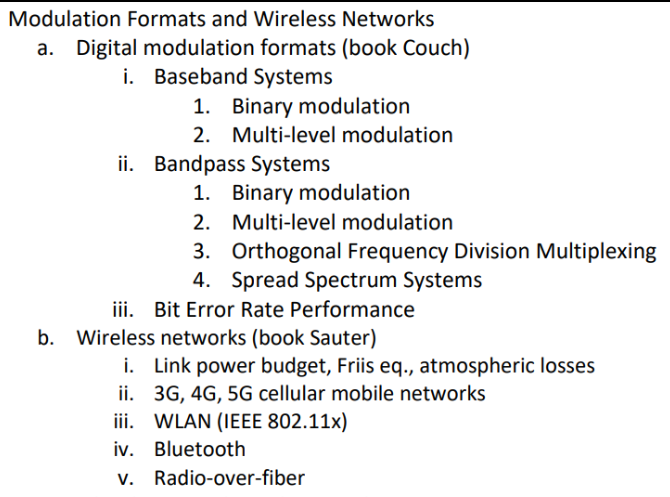 Modulation Formats and Wireless Networks
a. Digital modulation formats (book Couch)
i. Baseband Systems
1. Binary modulation
2. Multi-level modulation
ii. Bandpass Systems
1. Binary modulation
2. Multi-level modulation
3. Orthogonal Frequency Division Multiplexing
4. Spread Spectrum Systems
iii. Bit Error Rate Performance
b. Wireless networks (book Sauter)
i. Link power budget, Friis eq., atmospheric losses
ii. 3G, 4G, 5G cellular mobile networks
iii. WLAN (IEEE 802.11x)
iv. Bluetooth
v. Radio-over-fiber